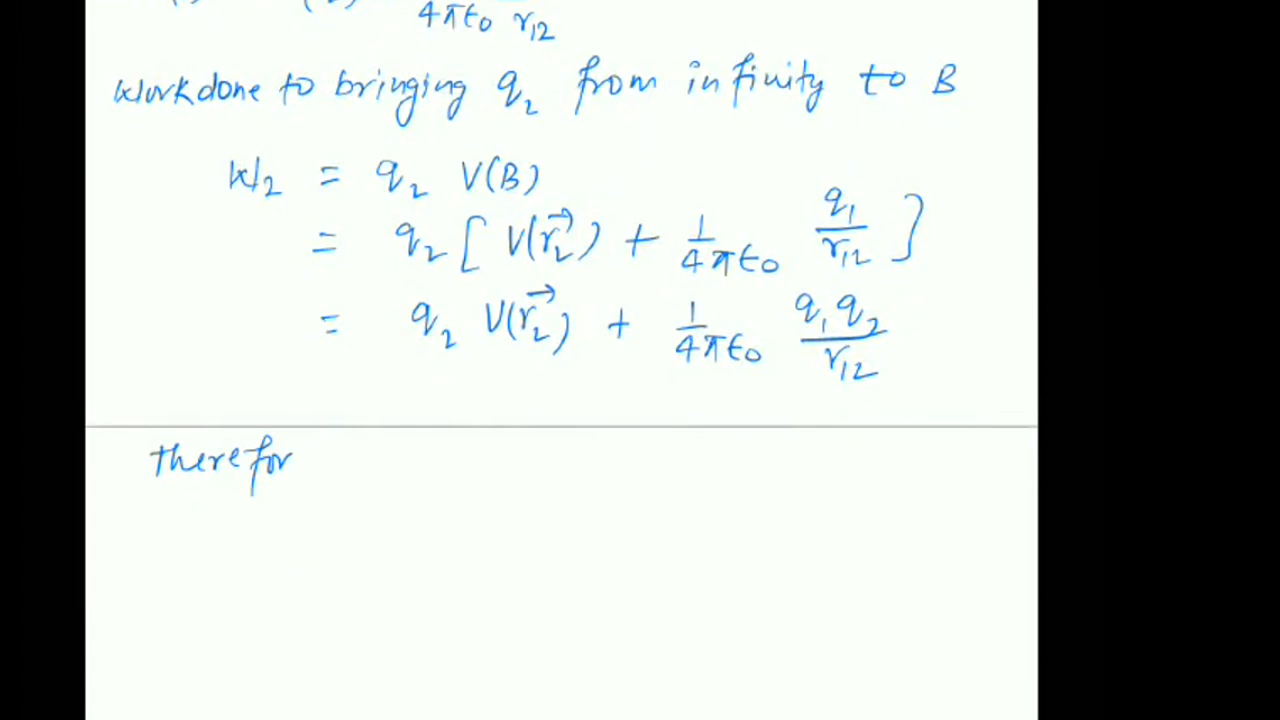 4πε₀ r₁₂
Workdone to bringing q₂ from infinity to B
W₂ = q₂ V(B)
= q₂ [ V(r⃗₂) + 1/4πε₀ q₁/r₁₂ ]
= q₂ V(r⃗₂) + 1/4πε₀ q₁q₂/r₁₂
therefor